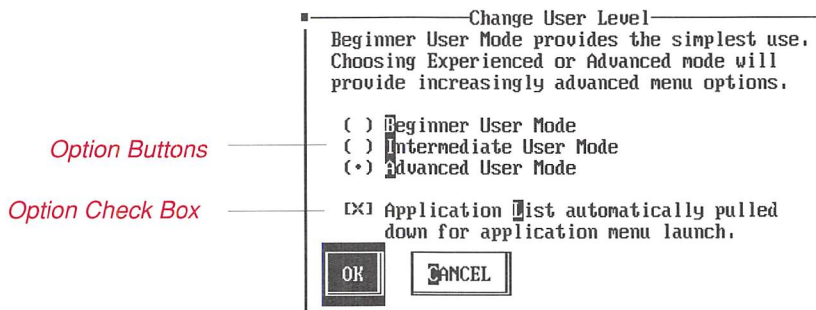 Change User Level
Beginner User Mode provides the simplest use.
Choosing Experienced or Advanced mode will
provide increasingly advanced menu options.
( ) Beginner User Mode
Option Buttons
( ) Intermediate User Mode
(•) Advanced User Mode
Option Check Box
[X] Application List automatically pulled
down for application menu launch.
OK
CANCEL